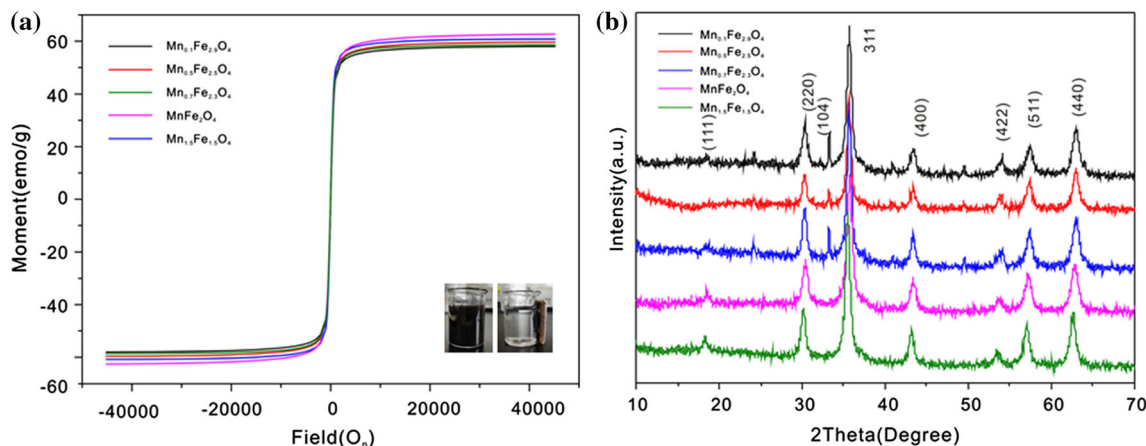 (a)
60
40
20
0
-20
-40
-60
Moment(emo/g)
Mn₀.₁Fe₂.₉O₄
Mn₀.₅Fe₂.₅O₄
Mn₀.₇Fe₂.₃O₄
MnFe₂O₄
Mn₁.₅Fe₁.₅O₄
-40000 -20000 0 20000 40000
Field(Oₑ)
(b)
Mn₀.₁Fe₂.₉O₄
Mn₀.₅Fe₂.₅O₄
Mn₀.₇Fe₂.₃O₄
MnFe₂O₄
Mn₁.₅Fe₁.₅O₄
Intensity(a.u.)
(111)
(220)
(104)
311
(400)
(422)
(511)
(440)
10 20 30 40 50 60 70
2Theta(Degree)